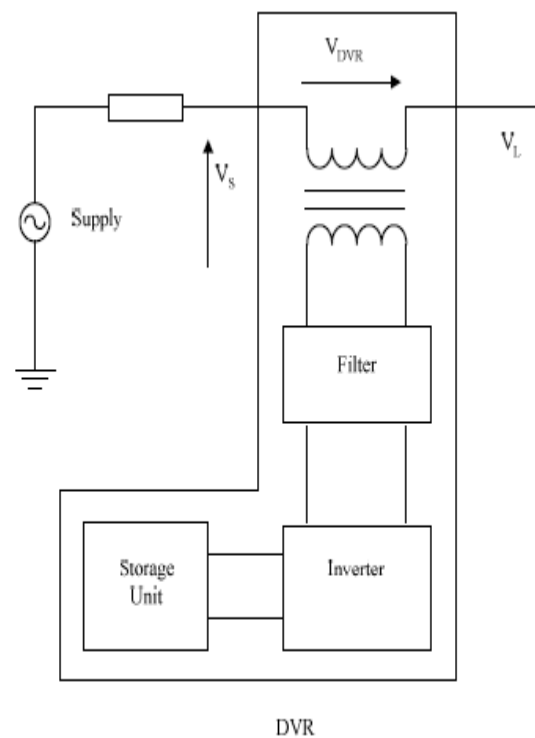 V_DVR
V_S
V_L
Supply
Filter
Storage
Unit
Inverter
DVR